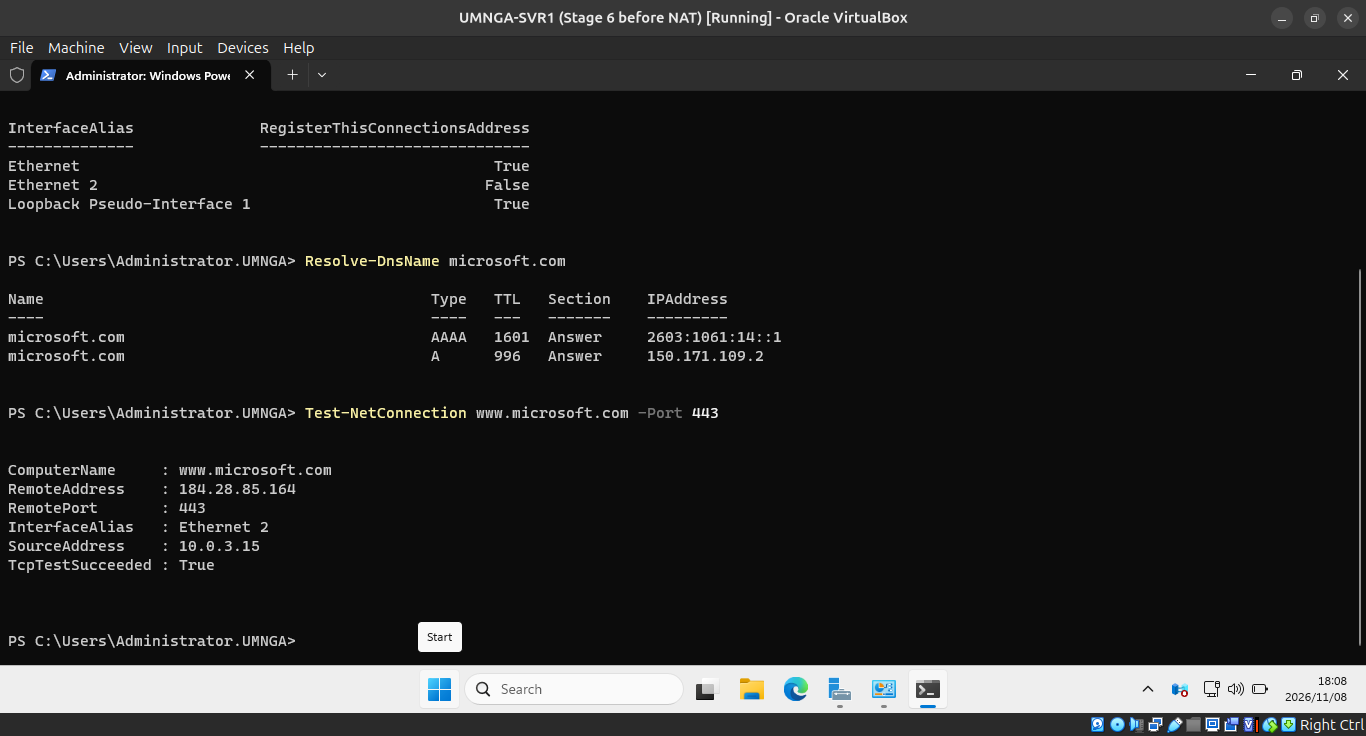 UMNGA-SVR1 (Stage 6 before NAT) [Running] - Oracle VirtualBox
File Machine View Input Devices Help
Administrator: Windows Powe
InterfaceAlias RegisterThisConnectionsAddress
-------------- ------------------------------
Ethernet True
Ethernet 2 False
Loopback Pseudo-Interface 1 True
PS C:\Users\Administrator.UMNGA> Resolve-DnsName microsoft.com
Name Type TTL Section IPAddress
---- ---- --- ------- ---------
microsoft.com AAAA 1601 Answer 2603:1061:14::1
microsoft.com A 996 Answer 150.171.109.2
PS C:\Users\Administrator.UMNGA> Test-NetConnection www.microsoft.com -Port 443
ComputerName : www.microsoft.com
RemoteAddress : 184.28.85.164
RemotePort : 443
InterfaceAlias : Ethernet 2
SourceAddress : 10.0.3.15
TcpTestSucceeded : True
PS C:\Users\Administrator.UMNGA>
Start
Search
18:08
2026/11/08
Right Ctrl